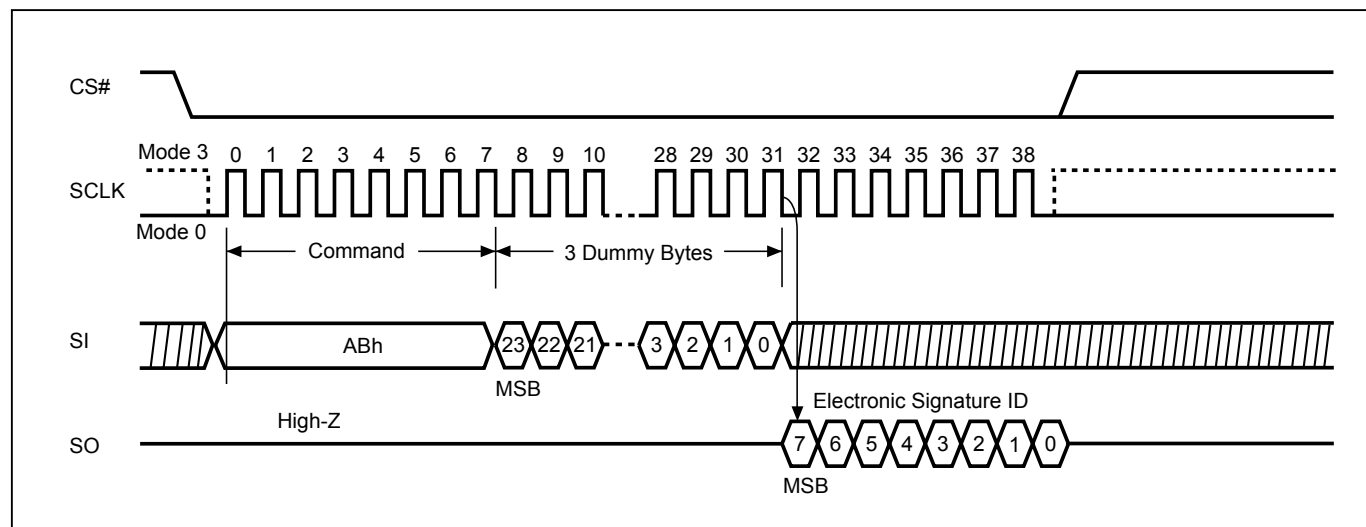 CS#
Mode 3 0 1 2 3 4 5 6 7 8 9 10 28 29 30 31 32 33 34 35 36 37 38
SCLK
Mode 0
Command 3 Dummy Bytes
SI ABh 23 22 21 3 2 1 0
MSB
High-Z Electronic Signature ID
SO 7 6 5 4 3 2 1 0
MSB